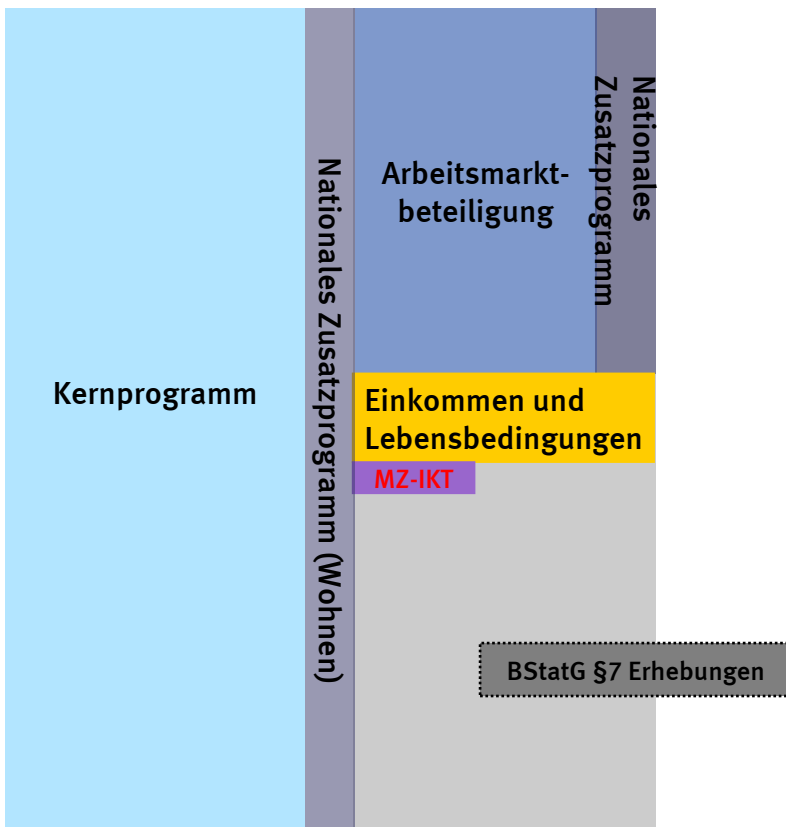 Kernprogramm
Nationales Zusatzprogramm (Wohnen)
Arbeitsmarkt-
beteiligung
Nationales
Zusatzprogramm
Einkommen und
Lebensbedingungen
MZ-IKT
BStatG §7 Erhebungen